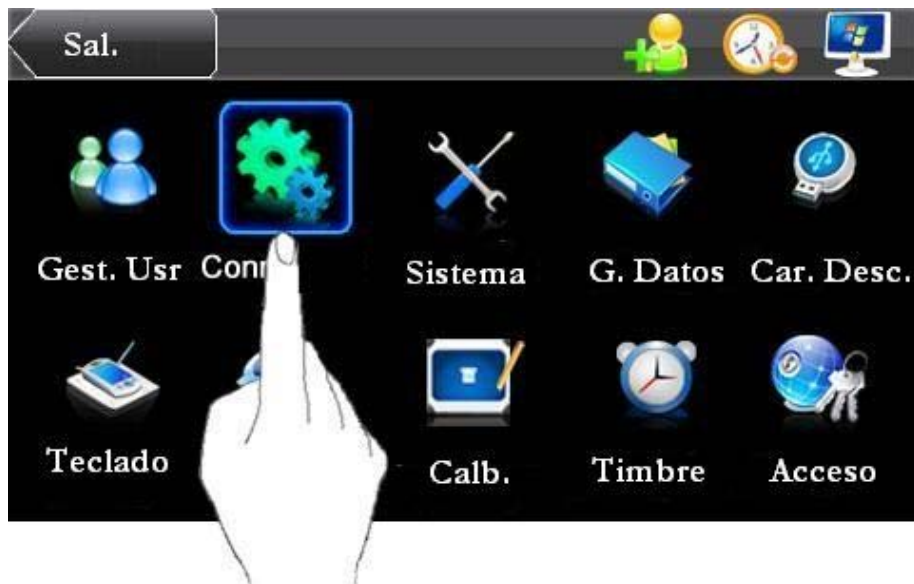 Sal.
Gest. Usr
Sistema
G. Datos
Car. Desc.
Teclado
Calb.
Timbre
Acceso